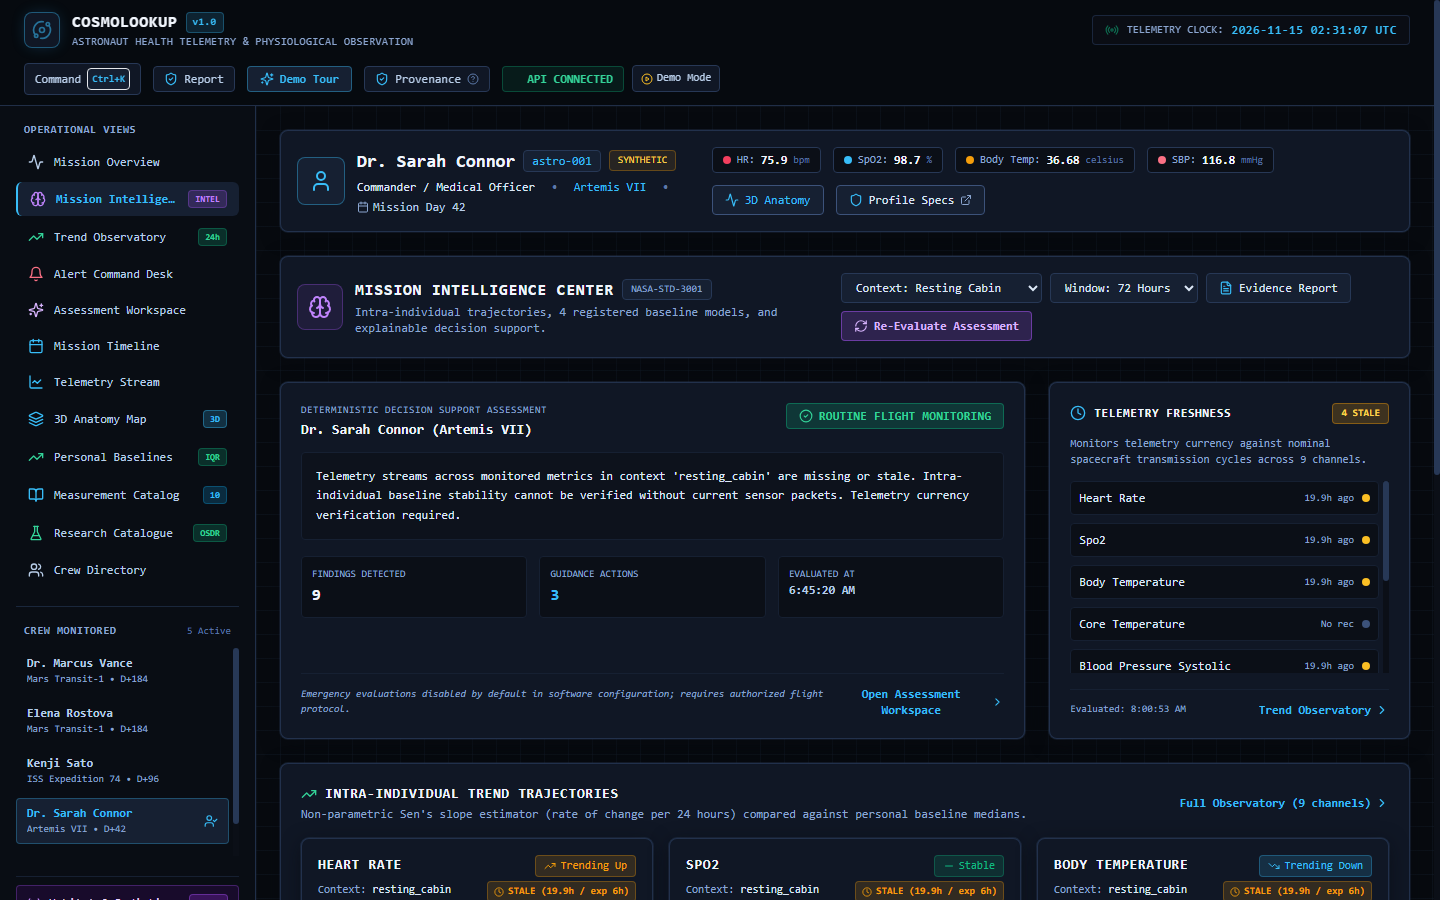 COSMOLOOKUP v1.0
ASTRONAUT HEALTH TELEMETRY & PHYSIOLOGICAL OBSERVATION
TELEMETRY CLOCK: 2026-11-15 02:31:07 UTC
Command Ctrl+K
Report
Demo Tour
Provenance
API CONNECTED
Demo Mode
OPERATIONAL VIEWS
Mission Overview
Mission Intellige… INTEL
Trend Observatory 24h
Alert Command Desk
Assessment Workspace
Mission Timeline
Telemetry Stream
3D Anatomy Map 3D
Personal Baselines IQR
Measurement Catalog 10
Research Catalogue OSDR
Crew Directory
CREW MONITORED 5 Active
Dr. Marcus Vance
Mars Transit-1 • D+184
Elena Rostova
Mars Transit-1 • D+184
Kenji Sato
ISS Expedition 74 • D+96
Dr. Sarah Connor
Artemis VII • D+42
Dr. Sarah Connor astro-001 SYNTHETIC
Commander / Medical Officer • Artemis VII •
Mission Day 42
HR: 75.9 bpm
SpO2: 98.7 %
Body Temp: 36.68 celsius
SBP: 116.8 mmHg
3D Anatomy
Profile Specs
MISSION INTELLIGENCE CENTER NASA-STD-3001
Intra-individual trajectories, 4 registered baseline models, and
explainable decision support.
Context: Resting Cabin
Window: 72 Hours
Evidence Report
Re-Evaluate Assessment
DETERMINISTIC DECISION SUPPORT ASSESSMENT
Dr. Sarah Connor (Artemis VII)
ROUTINE FLIGHT MONITORING
Telemetry streams across monitored metrics in context 'resting_cabin' are missing or stale. Intra-
individual baseline stability cannot be verified without current sensor packets. Telemetry currency
verification required.
FINDINGS DETECTED
9
GUIDANCE ACTIONS
3
EVALUATED AT
6:45:20 AM
Emergency evaluations disabled by default in software configuration; requires authorized flight
protocol.
Open Assessment
Workspace
TELEMETRY FRESHNESS 4 STALE
Monitors telemetry currency against nominal
spacecraft transmission cycles across 9 channels.
Heart Rate 19.9h ago
Spo2 19.9h ago
Body Temperature 19.9h ago
Core Temperature No rec
Blood Pressure Systolic 19.9h ago
Evaluated: 8:00:53 AM
Trend Observatory
INTRA-INDIVIDUAL TREND TRAJECTORIES
Non-parametric Sen's slope estimator (rate of change per 24 hours) compared against personal baseline medians.
Full Observatory (9 channels)
HEART RATE Trending Up
Context: resting_cabin STALE (19.9h / exp 6h)
SPO2 Stable
Context: resting_cabin STALE (19.9h / exp 6h)
BODY TEMPERATURE Trending Down
Context: resting_cabin STALE (19.9h / exp 6h)